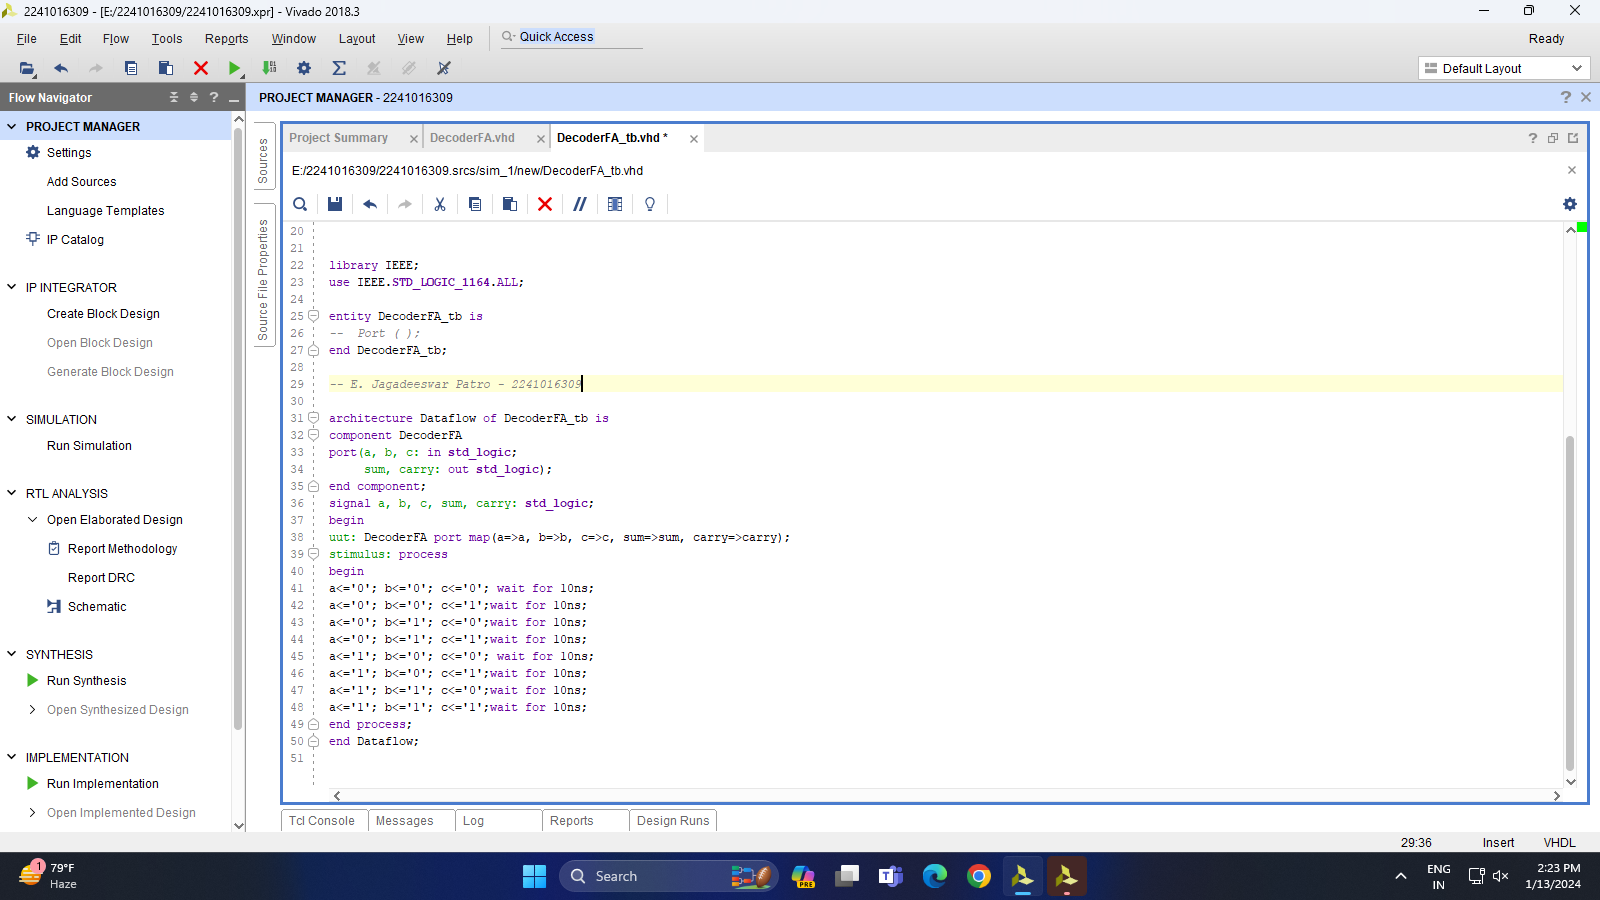 2241016309 - [E:/2241016309/2241016309.xpr] - Vivado 2018.3
File Edit Flow Tools Reports Window Layout View Help Quick Access
Ready
Default Layout
Flow Navigator
PROJECT MANAGER - 2241016309
PROJECT MANAGER
Settings
Add Sources
Language Templates
IP Catalog
IP INTEGRATOR
Create Block Design
Open Block Design
Generate Block Design
SIMULATION
Run Simulation
RTL ANALYSIS
Open Elaborated Design
Report Methodology
Report DRC
Schematic
SYNTHESIS
Run Synthesis
Open Synthesized Design
IMPLEMENTATION
Run Implementation
Open Implemented Design
Sources
Source File Properties
Project Summary DecoderFA.vhd DecoderFA_tb.vhd *
E:/2241016309/2241016309.srcs/sim_1/new/DecoderFA_tb.vhd
20
21
22 library IEEE;
23 use IEEE.STD_LOGIC_1164.ALL;
24
25 entity DecoderFA_tb is
26 --  Port ( );
27 end DecoderFA_tb;
28
29 -- E. Jagadeeswar Patro - 2241016309
30
31 architecture Dataflow of DecoderFA_tb is
32 component DecoderFA
33 port(a, b, c: in std_logic;
34      sum, carry: out std_logic);
35 end component;
36 signal a, b, c, sum, carry: std_logic;
37 begin
38 uut: DecoderFA port map(a=>a, b=>b, c=>c, sum=>sum, carry=>carry);
39 stimulus: process
40 begin
41 a<='0'; b<='0'; c<='0'; wait for 10ns;
42 a<='0'; b<='0'; c<='1';wait for 10ns;
43 a<='0'; b<='1'; c<='0';wait for 10ns;
44 a<='0'; b<='1'; c<='1';wait for 10ns;
45 a<='1'; b<='0'; c<='0'; wait for 10ns;
46 a<='1'; b<='0'; c<='1';wait for 10ns;
47 a<='1'; b<='1'; c<='0';wait for 10ns;
48 a<='1'; b<='1'; c<='1';wait for 10ns;
49 end process;
50 end Dataflow;
51
Tcl Console Messages Log Reports Design Runs
29:36 Insert VHDL
1
79°F
Haze
Search
PRE
ENG
IN
2:23 PM
1/13/2024